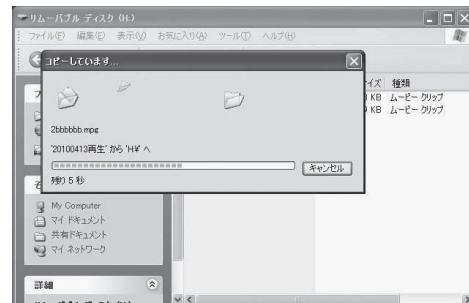 リムーバブル ディスク (H:)
ファイル(F) 編集(E) 表示(V) お気に入り(A) ツール(T) ヘルプ(H)
コピーしています...
2bbbbbb.mpg
'20100413再生' から 'H¥' へ
残り 5 秒
キャンセル
イズ 種類
KB ムービー クリップ
KB ムービー クリップ
My Computer
マイ ドキュメント
共有ドキュメント
マイ ネットワーク
詳細